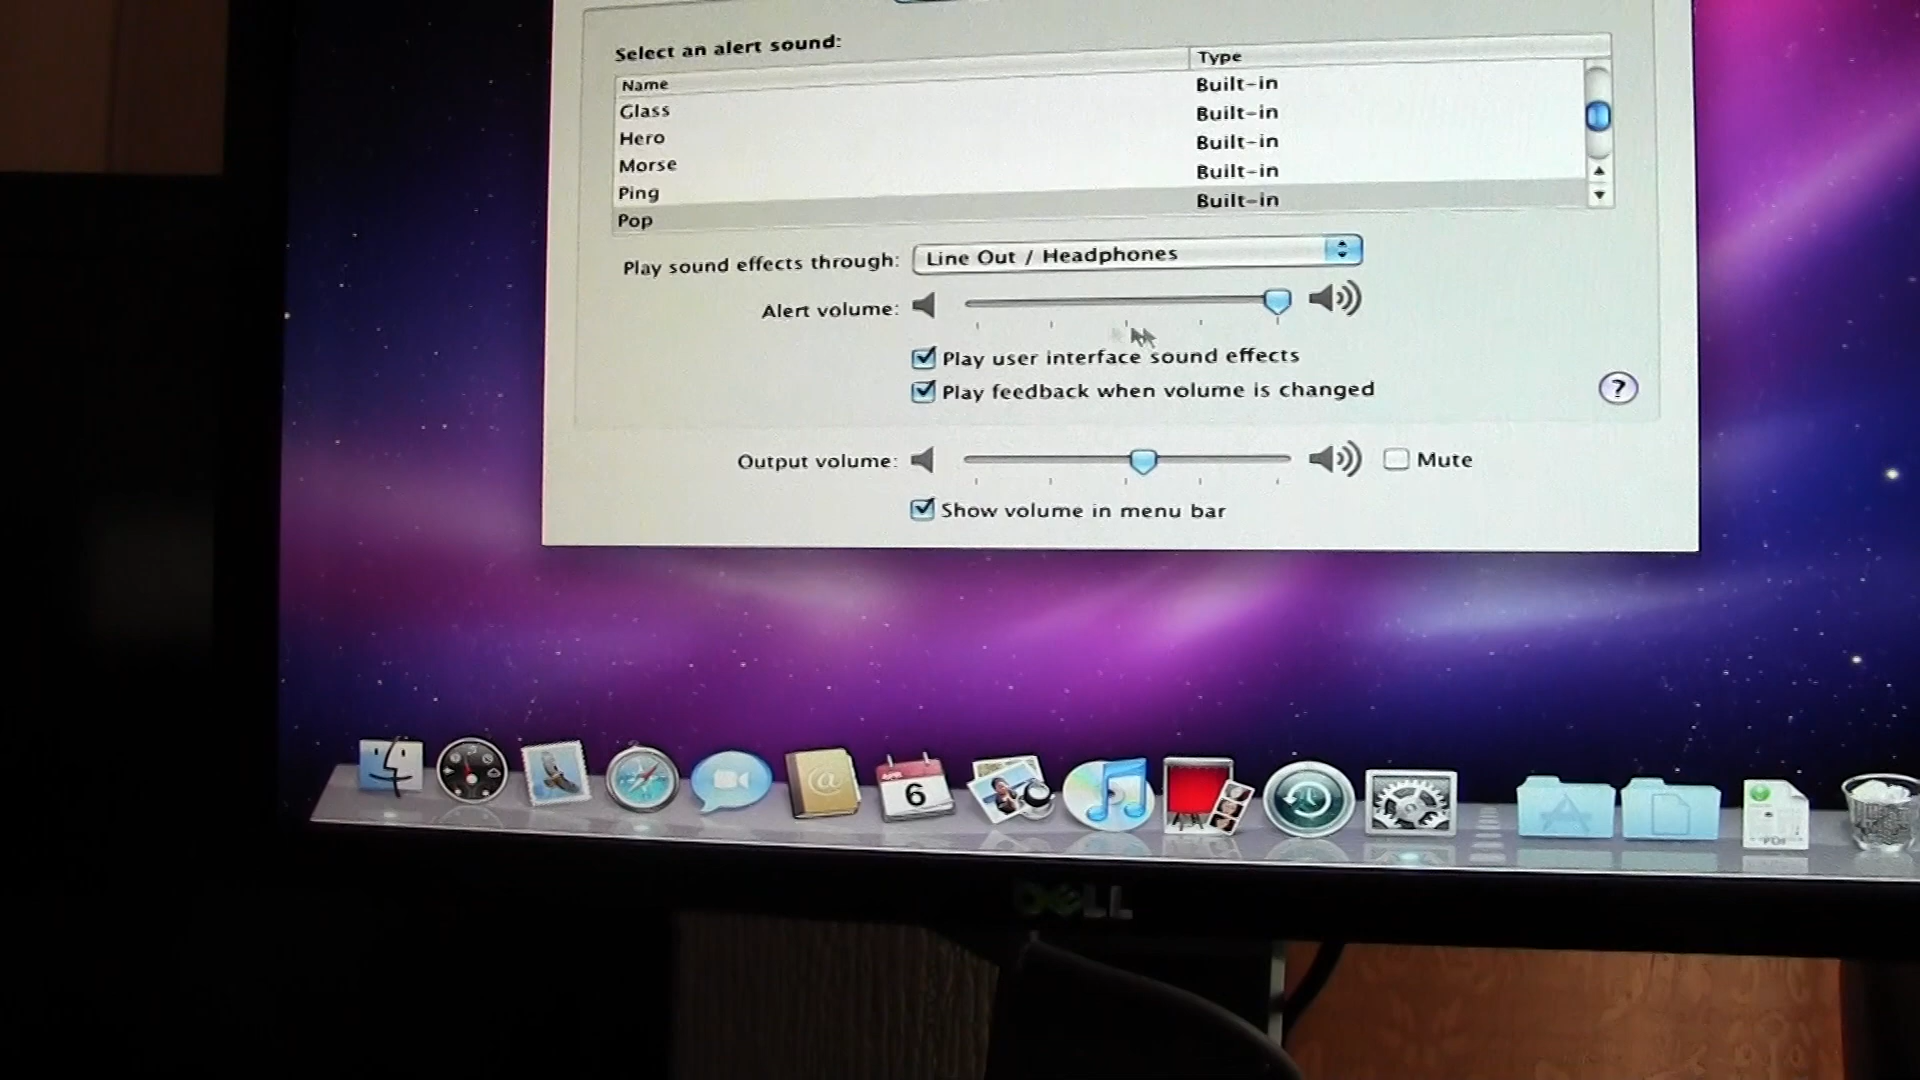 Select an alert sound:
Name Type
Glass Built-in
Hero Built-in
Morse Built-in
Ping Built-in
Pop Built-in
Play sound effects through: Line Out / Headphones
Alert volume:
Play user interface sound effects
Play feedback when volume is changed
?
Output volume: Mute
Show volume in menu bar
@
6
DELL